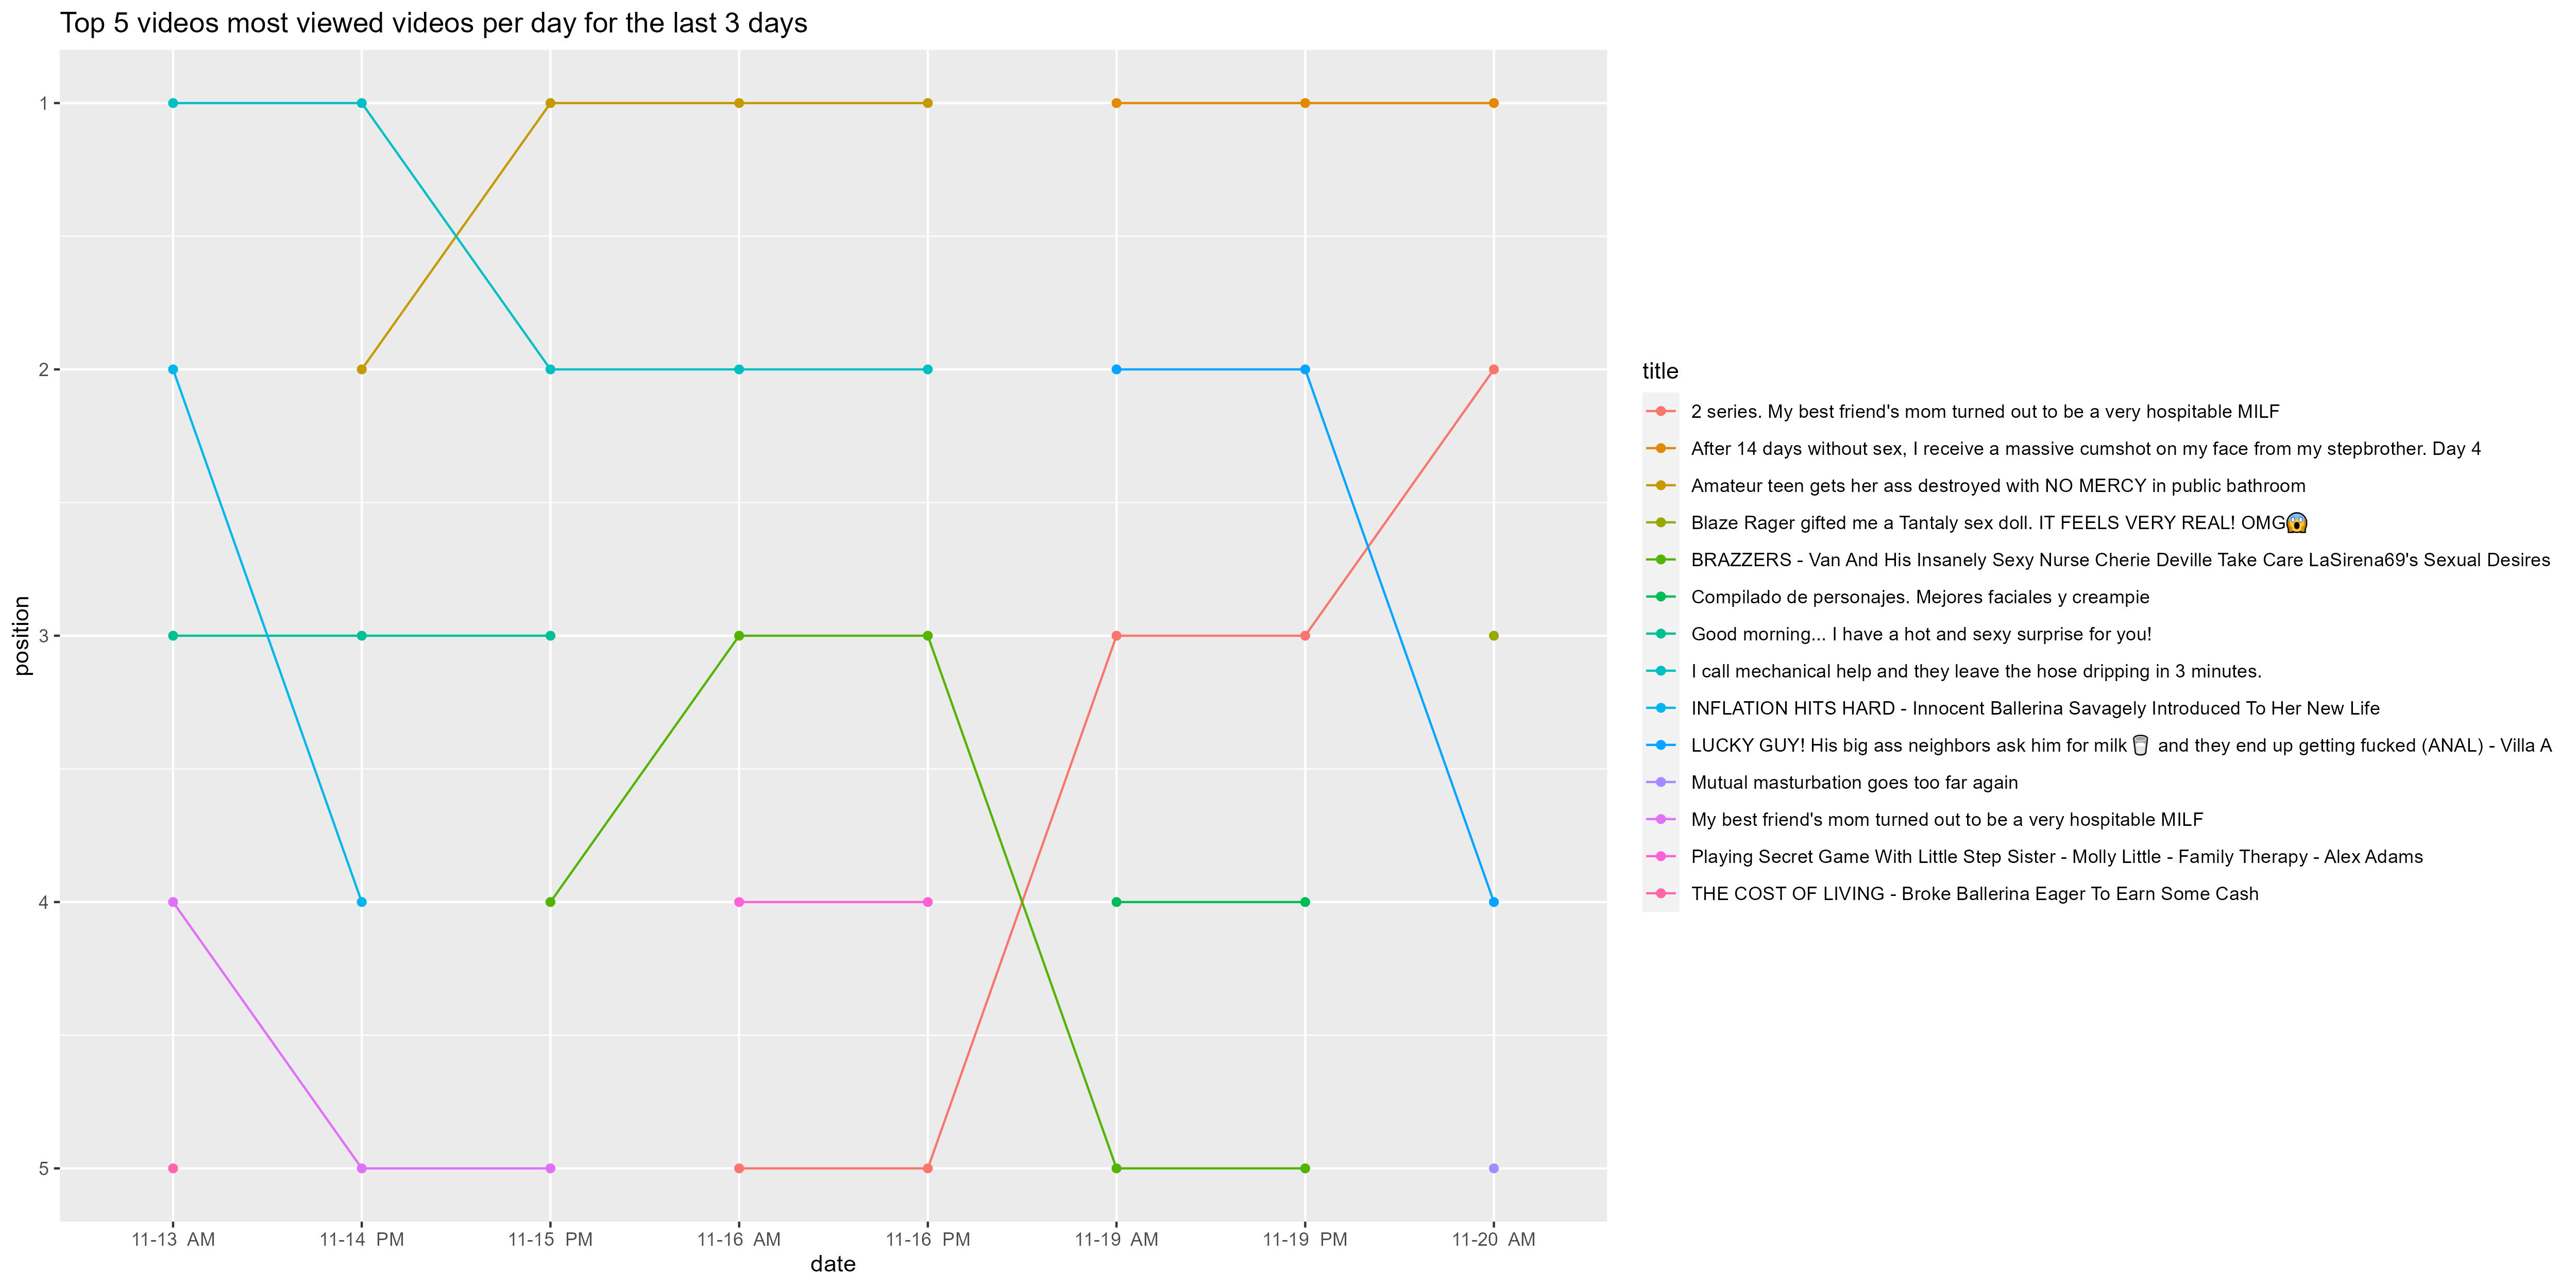 Top 5 videos most viewed videos per day for the last 3 days
position
1
2
3
4
5
11-13 AM
11-14 PM
11-15 PM
11-16 AM
11-16 PM
11-19 AM
11-19 PM
11-20 AM
date
title
2 series. My best friend's mom turned out to be a very hospitable MILF
After 14 days without sex, I receive a massive cumshot on my face from my stepbrother. Day 4
Amateur teen gets her ass destroyed with NO MERCY in public bathroom
Blaze Rager gifted me a Tantaly sex doll. IT FEELS VERY REAL! OMG😱
BRAZZERS - Van And His Insanely Sexy Nurse Cherie Deville Take Care LaSirena69's Sexual Desires
Compilado de personajes. Mejores faciales y creampie
Good morning... I have a hot and sexy surprise for you!
I call mechanical help and they leave the hose dripping in 3 minutes.
INFLATION HITS HARD - Innocent Ballerina Savagely Introduced To Her New Life
LUCKY GUY! His big ass neighbors ask him for milk🥛 and they end up getting fucked (ANAL) - Villa A
Mutual masturbation goes too far again
My best friend's mom turned out to be a very hospitable MILF
Playing Secret Game With Little Step Sister - Molly Little - Family Therapy - Alex Adams
THE COST OF LIVING - Broke Ballerina Eager To Earn Some Cash